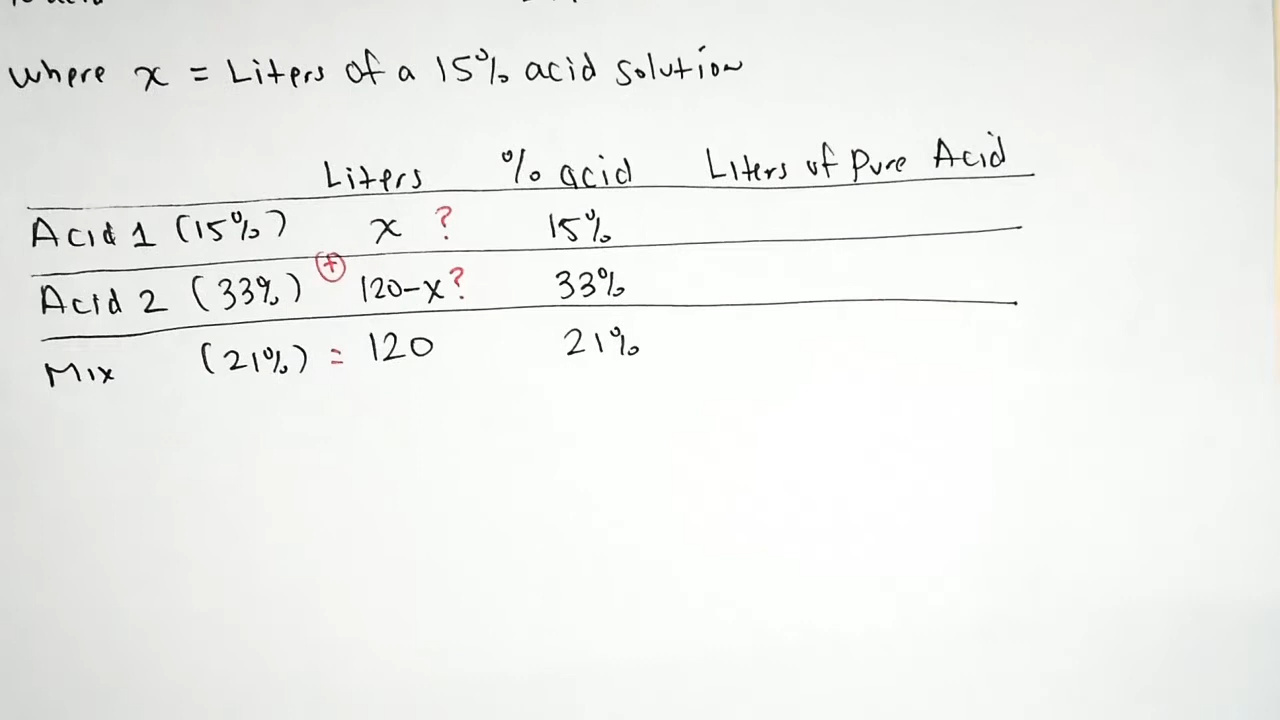 where x = Liters of a 15% acid solution
Liters % acid Liters of Pure Acid
Acid 1 (15%) x ? 15%
Acid 2 (33%) + 120-x? 33%
Mix (21%) = 120 21%